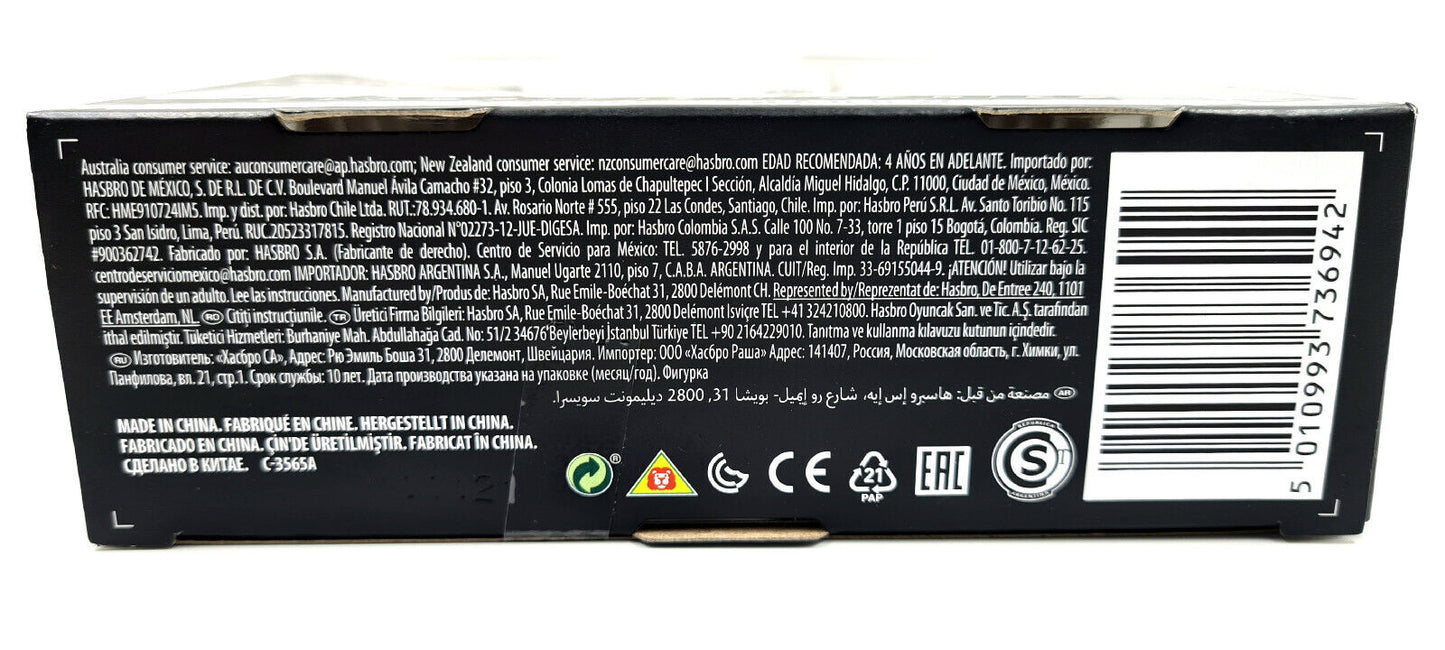 Australia consumer service: auconsumercare@ap.hasbro.com; New Zealand consumer service: nzconsumercare@hasbro.com EDAD RECOMENDADA: 4 AÑOS EN ADELANTE. Importado por:
HASBRO DE MÉXICO, S. DE R.L. DE C.V. Boulevard Manuel Ávila Camacho #32, piso 3, Colonia Lomas de Chapultepec I Sección, Alcaldía Miguel Hidalgo, C.P. 11000, Ciudad de México, México.
RFC: HME910724IM5. Imp. y dist. por: Hasbro Chile Ltda. RUT.:78.934.680-1. Av. Rosario Norte # 555, piso 22 Las Condes, Santiago, Chile. Imp. por: Hasbro Perú S.R.L. Av. Santo Toribio No. 115
piso 3 San Isidro, Lima, Perú. RUC.20523317815. Registro Nacional N°02273-12-JUE-DIGESA. Imp. por: Hasbro Colombia S.A.S. Calle 100 No. 7-33, torre 1 piso 15 Bogotá, Colombia. Reg. SIC
#900362742. Fabricado por: HASBRO S.A. (Fabricante de derecho). Centro de Servicio para México: TEL. 5876-2998 y para el interior de la República TEL. 01-800-7-12-62-25.
centrodeserviciomexico@hasbro.com IMPORTADOR: HASBRO ARGENTINA S.A., Manuel Ugarte 2110, piso 7, C.A.B.A. ARGENTINA. CUIT/Reg. Imp. 33-69155044-9. ¡ATENCIÓN! Utilizar bajo la
supervisión de un adulto. Lee las instrucciones. Manufactured by/Produs de: Hasbro SA, Rue Emile-Boéchat 31, 2800 Delémont CH. Represented by/Reprezentat de: Hasbro, De Entree 240, 1101
EE Amsterdam, NL RO Citiți instrucțiunile. TR Üretici Firma Bilgileri: Hasbro SA, Rue Emile-Boéchat 31, 2800 Delémont İsviçre TEL +41 324210800. Hasbro Oyuncak San. ve Tic. A.Ş. tarafından
ithal edilmiştir. Tüketici Hizmetleri: Burhaniye Mah. Abdullahağa Cad. No: 51/2 34676 Beylerbeyi İstanbul Türkiye TEL +90 2164229010. Tanıtma ve kullanma kılavuzu kutunun içindedir.
RU Изготовитель: «Хасбро СА», Адрес: Рю Эмиль Боша 31, 2800 Делемонт, Швейцария. Импортер: ООО «Хасбро Раша» Адрес: 141407, Россия, Московская область, г. Химки, ул.
Панфилова, вл. 21, стр.1. Срок службы: 10 лет. Дата производства указана на упаковке (месяц/год). Фигурка
AR مصنعة من قبل: هاسبرو إس إيه، شارع رو إيميل- بويشا 31, 2800 ديليمونت سويسرا.
MADE IN CHINA. FABRIQUÉ EN CHINE. HERGESTELLT IN CHINA.
FABRICADO EN CHINA. ÇİN'DE ÜRETİLMİŞTİR. FABRICAT ÎN CHINA.
СДЕЛАНО В КИТАЕ. C-3565A
® CE 21 PAP EAC REPUBLICA S ARGENTINA
5 010993 736942